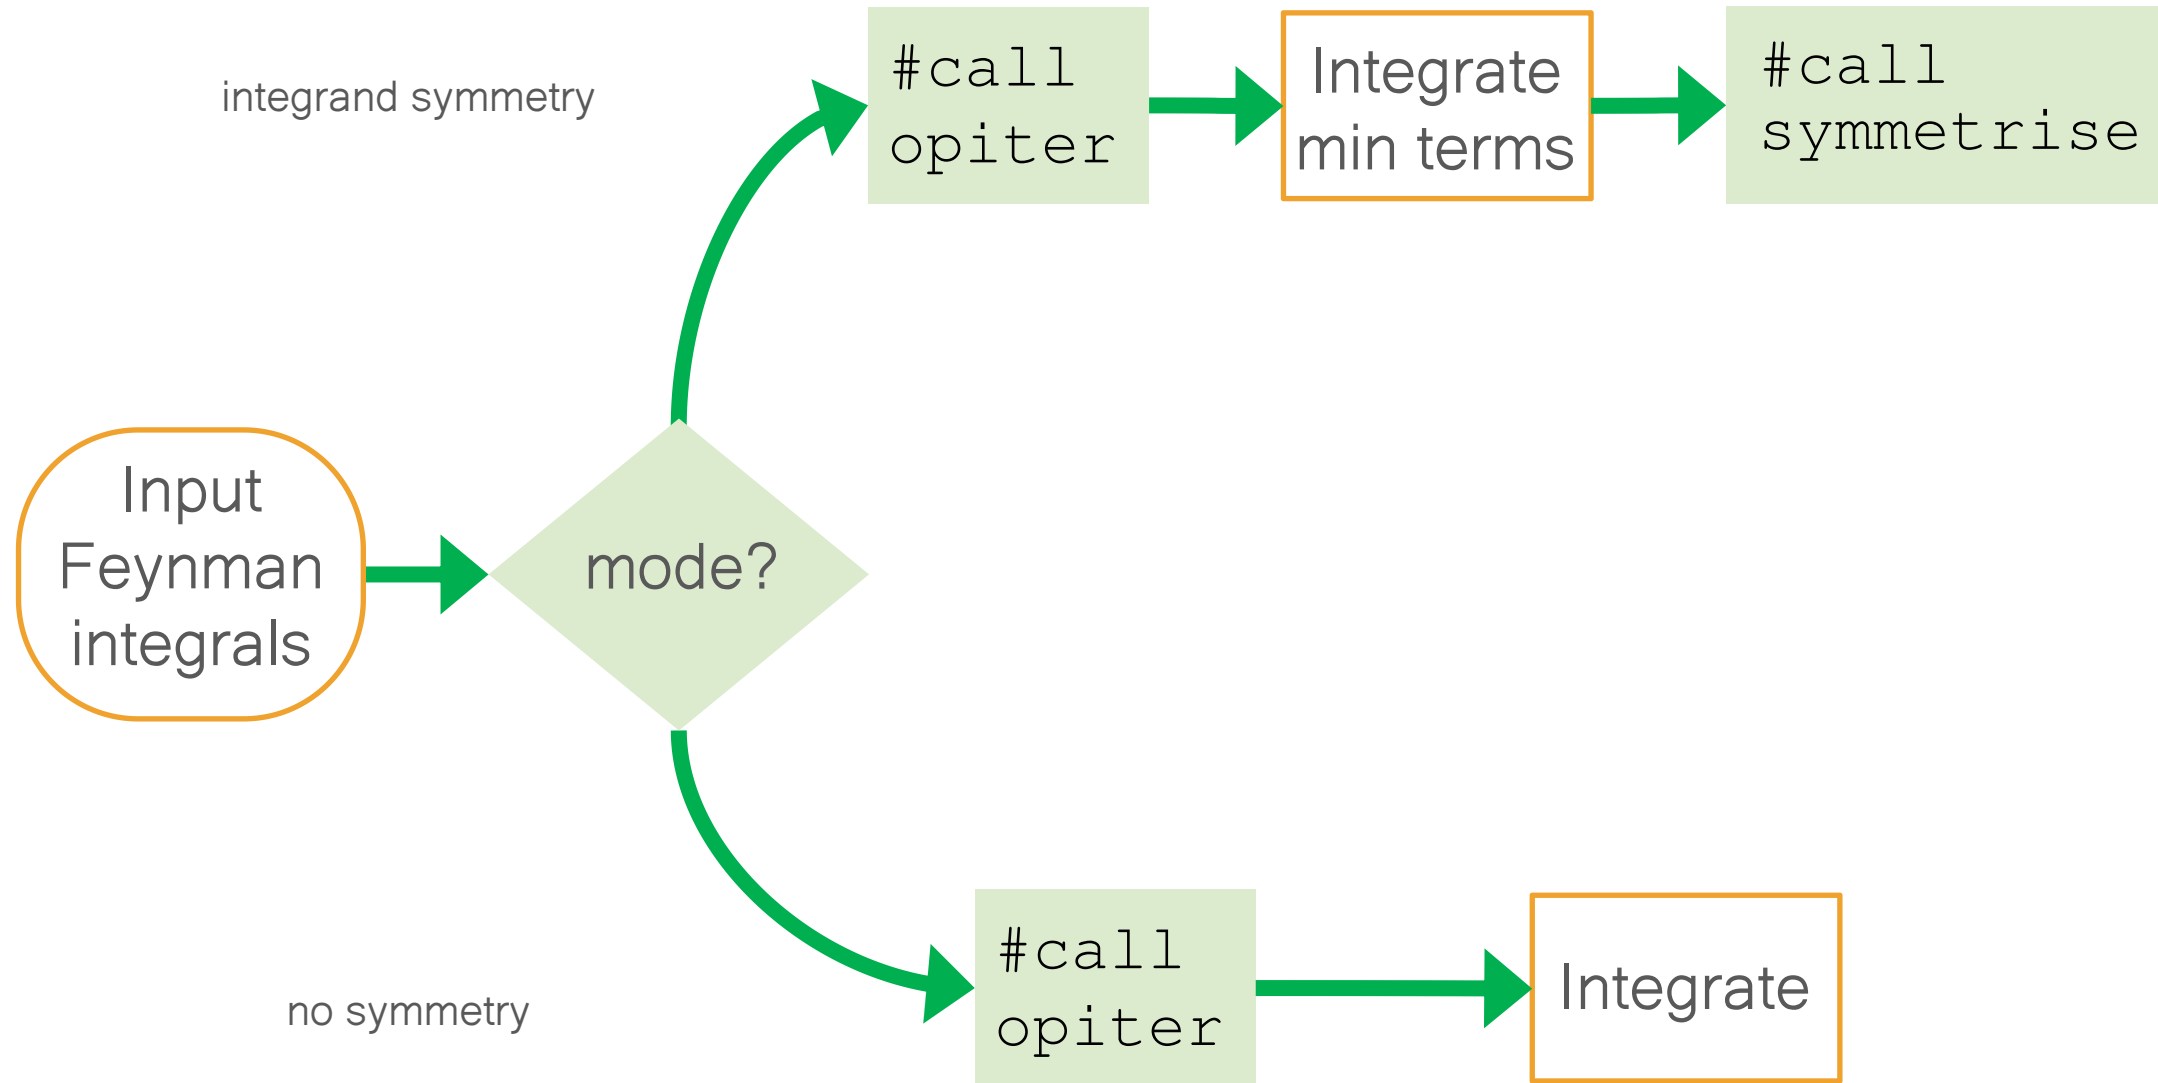 integrand symmetry
#call
opiter
Integrate
min terms
#call
symmetrise
Input
Feynman
integrals
mode?
no symmetry
#call
opiter
Integrate